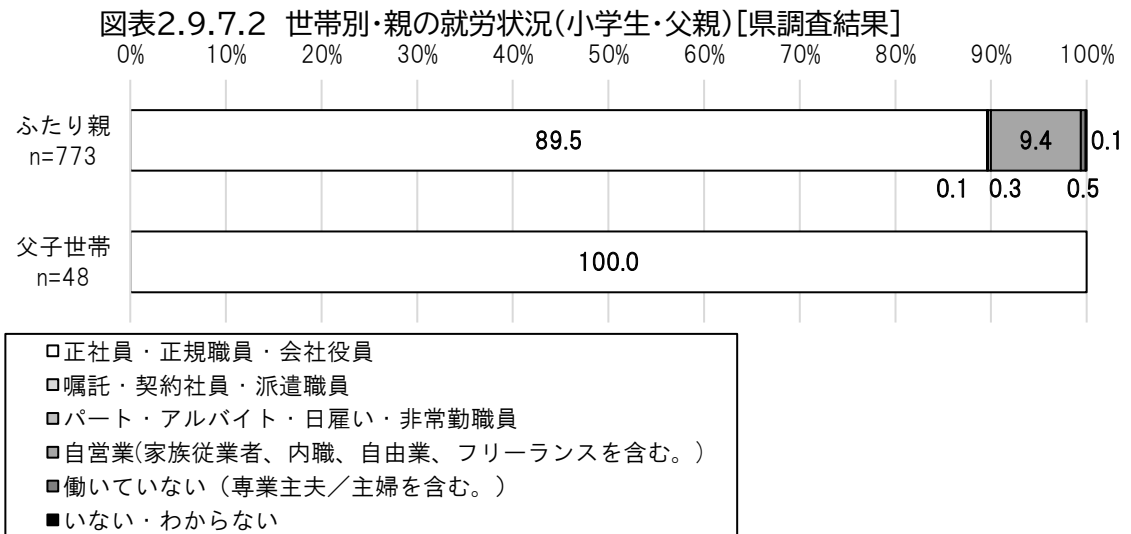 図表2.9.7.2 世帯別・親の就労状況(小学生・父親)[県調査結果]
0% 10% 20% 30% 40% 50% 60% 70% 80% 90% 100%
ふたり親
n=773
89.5 9.4 0.1
0.1 0.3 0.5
父子世帯
n=48
100.0
正社員・正規職員・会社役員
嘱託・契約社員・派遣職員
パート・アルバイト・日雇い・非常勤職員
自営業(家族従業者、内職、自由業、フリーランスを含む。)
働いていない（専業主夫／主婦を含む。）
いない・わからない